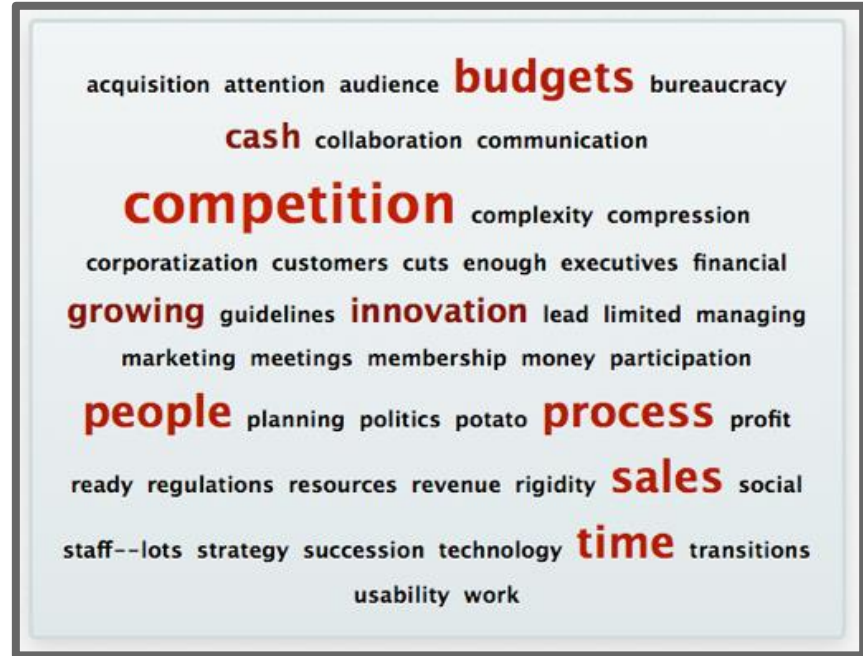 acquisition attention audience budgets bureaucracy
cash collaboration communication
competition complexity compression
corporatization customers cuts enough executives financial
growing guidelines innovation lead limited managing
marketing meetings membership money participation
people planning politics potato process profit
ready regulations resources revenue rigidity sales social
staff--lots strategy succession technology time transitions
usability work